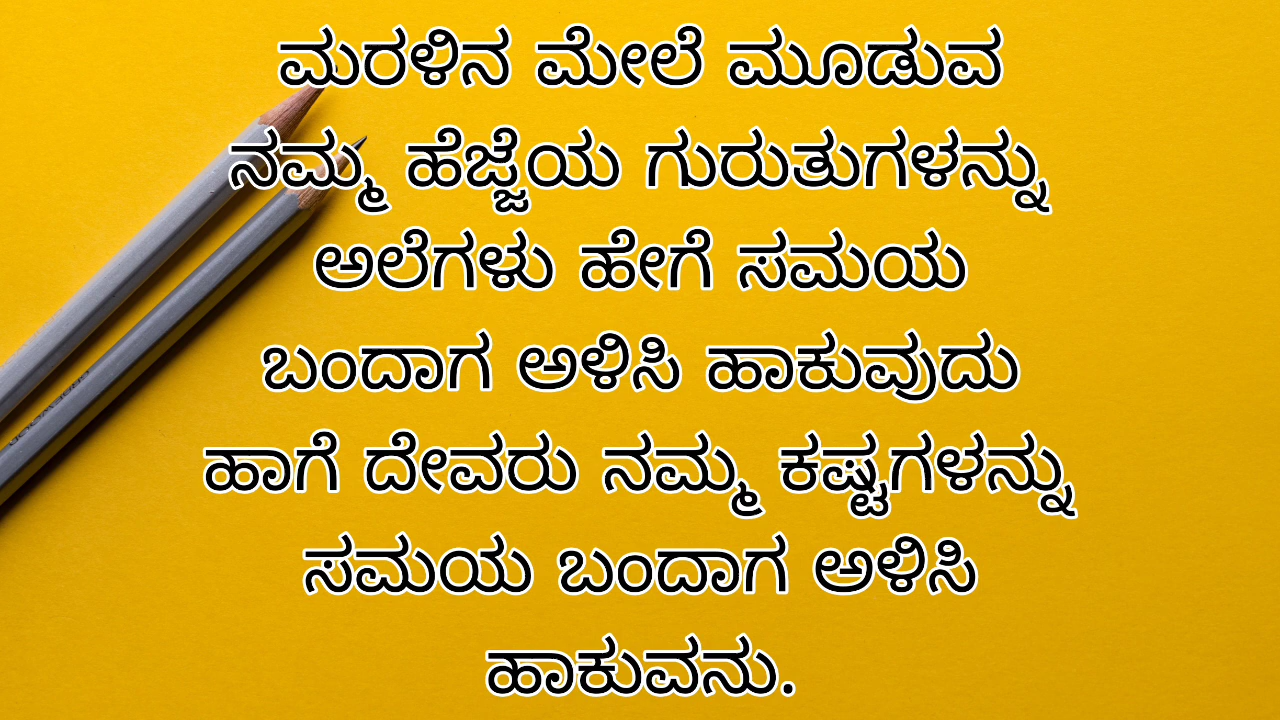 ಮರಳಿನ ಮೇಲೆ ಮೂಡುವ
ನಮ್ಮ ಹೆಜ್ಜೆಯ ಗುರುತುಗಳನ್ನು
ಅಲೆಗಳು ಹೇಗೆ ಸಮಯ
ಬಂದಾಗ ಅಳಿಸಿ ಹಾಕುವುದು
ಹಾಗೆ ದೇವರು ನಮ್ಮ ಕಷ್ಟಗಳನ್ನು
ಸಮಯ ಬಂದಾಗ ಅಳಿಸಿ
ಹಾಕುವನು.